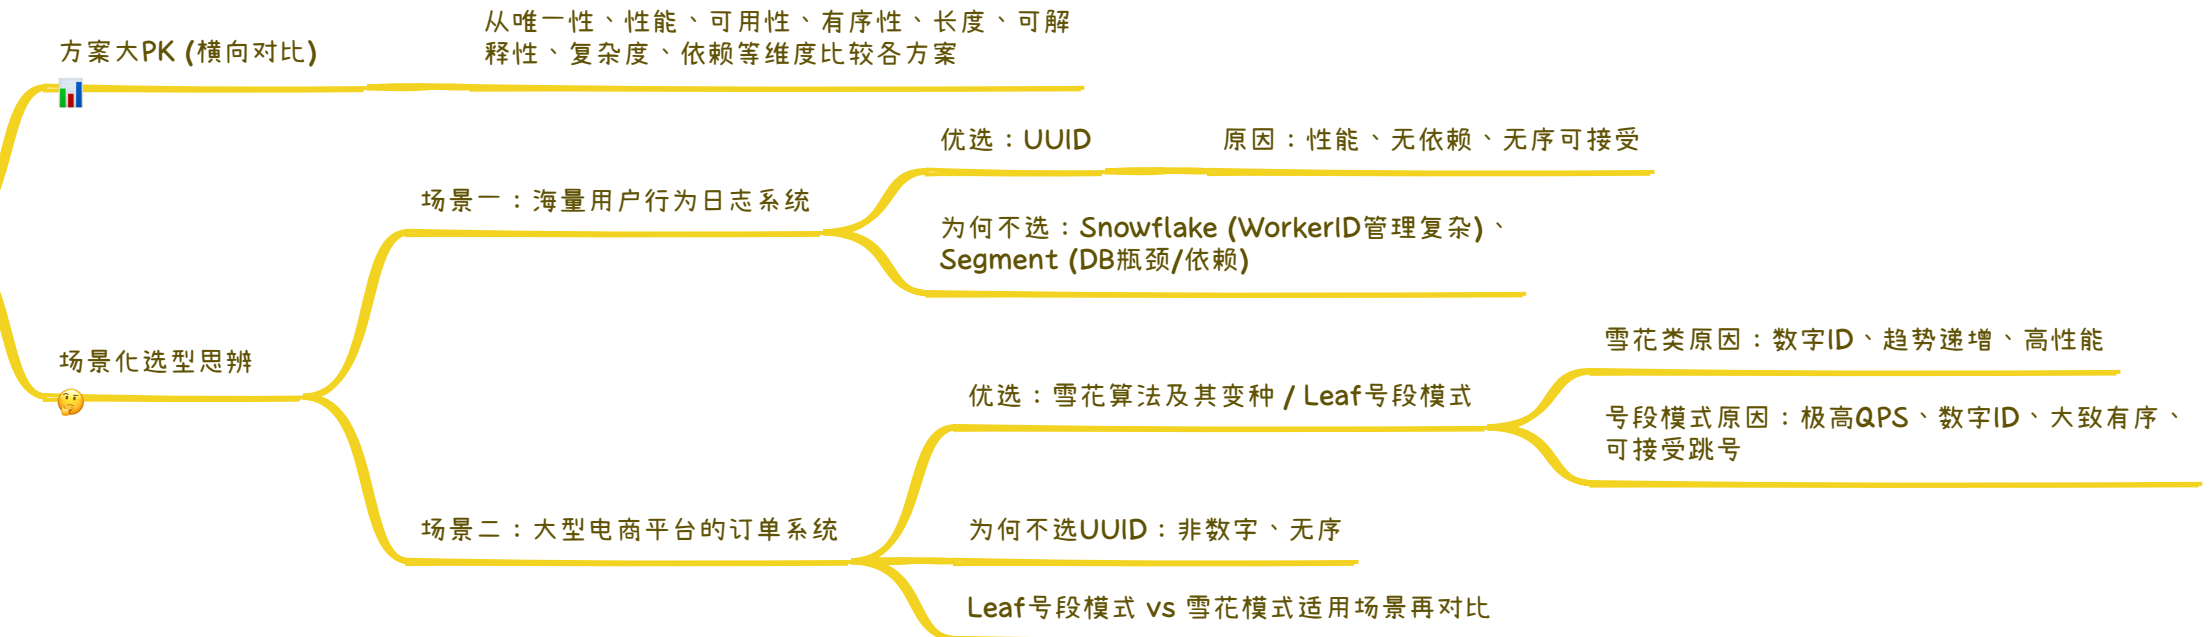 方案大PK (横向对比)
从唯一性、性能、可用性、有序性、长度、可解
释性、复杂度、依赖等维度比较各方案
场景化选型思辨
场景一：海量用户行为日志系统
优选：UUID
原因：性能、无依赖、无序可接受
为何不选：Snowflake (WorkerID管理复杂)、
Segment (DB瓶颈/依赖)
场景二：大型电商平台的订单系统
优选：雪花算法及其变种 / Leaf号段模式
雪花类原因：数字ID、趋势递增、高性能
号段模式原因：极高QPS、数字ID、大致有序、
可接受跳号
为何不选UUID：非数字、无序
Leaf号段模式 vs 雪花模式适用场景再对比